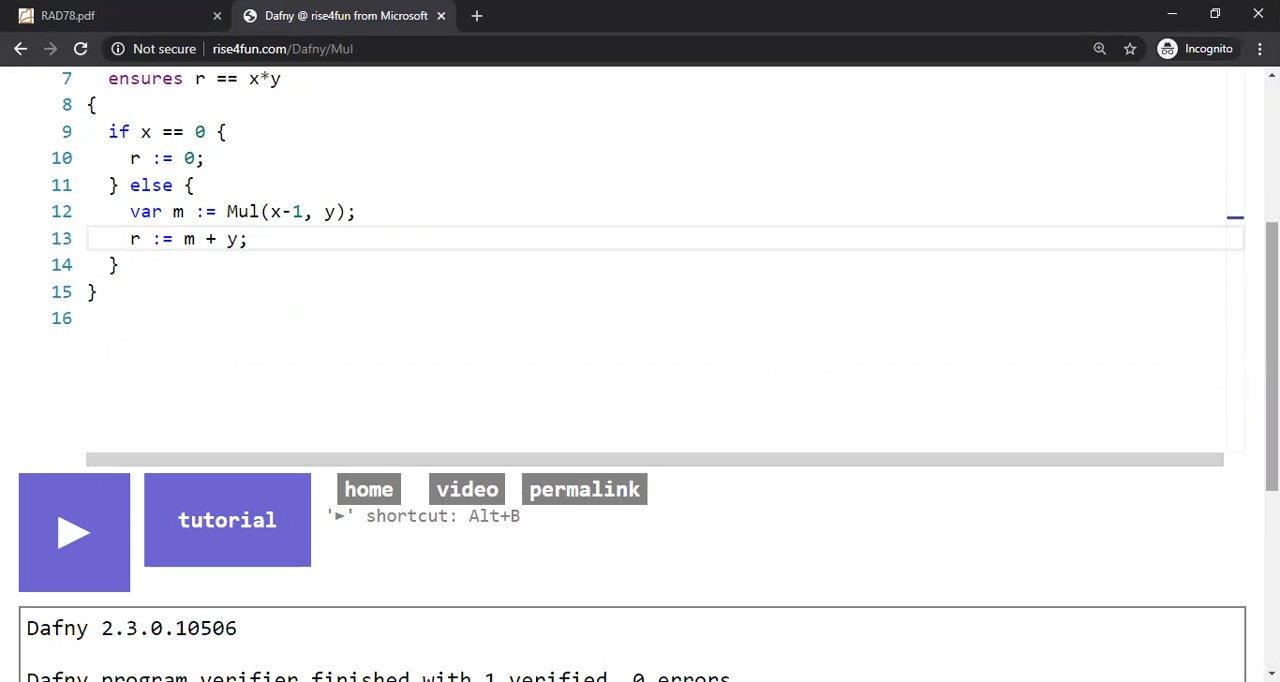 RAD78.pdf
Dafny @ rise4fun from Microsoft
Not secure
rise4fun.com/Dafny/Mul
Incognito
7 ensures r == x*y
8 {
9 if x == 0 {
10 r := 0;
11 } else {
12 var m := Mul(x-1, y);
13 r := m + y;
14 }
15 }
16
tutorial
home video permalink
'►' shortcut: Alt+B
Dafny 2.3.0.10506
Dafny program verifier finished with 1 verified, 0 errors